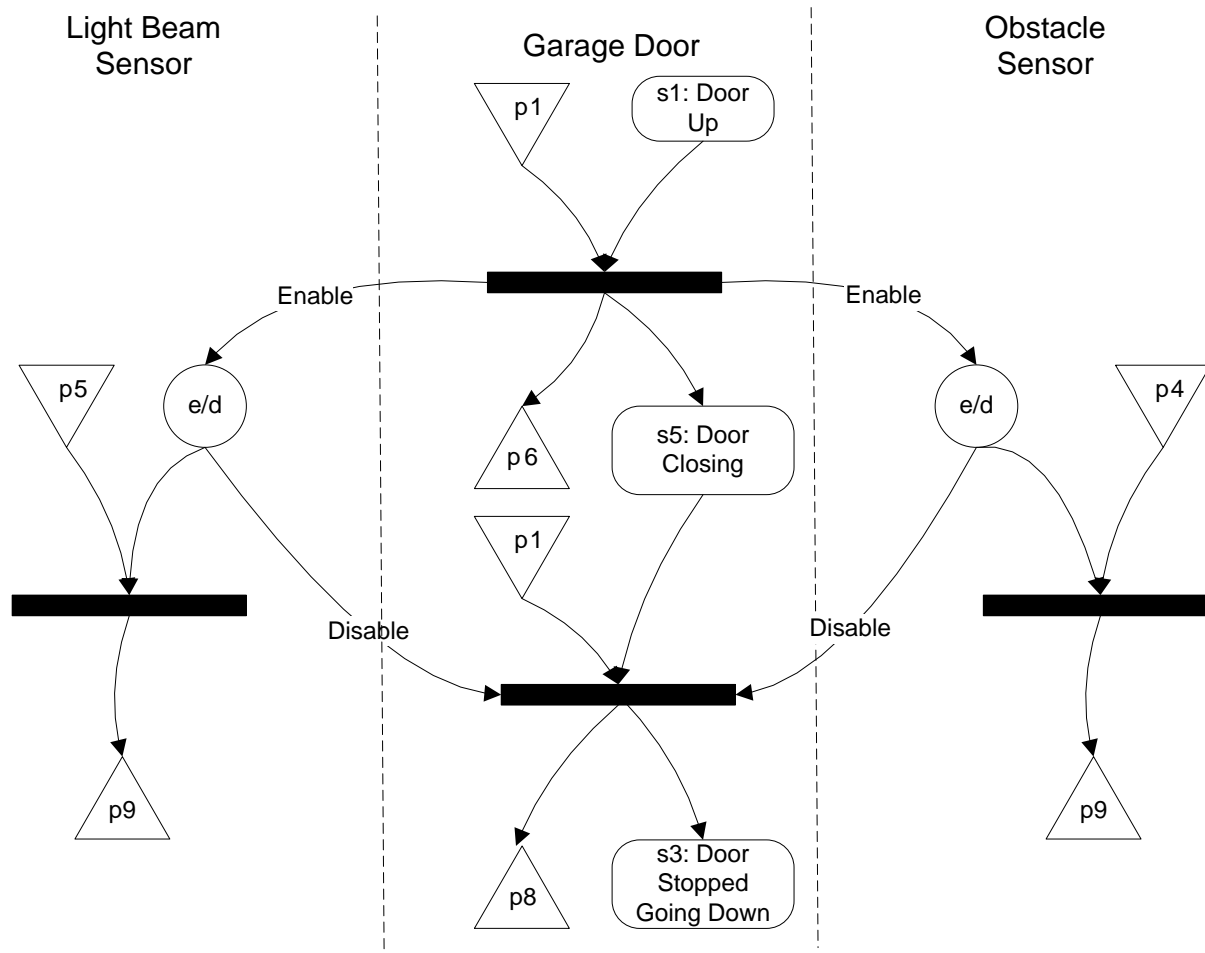 Light Beam
Sensor
Garage Door
Obstacle
Sensor
p1
s1: Door
Up
Enable
Enable
p5
e/d
p6
s5: Door
Closing
e/d
p4
p1
Disable
Disable
p9
p8
s3: Door
Stopped
Going Down
p9